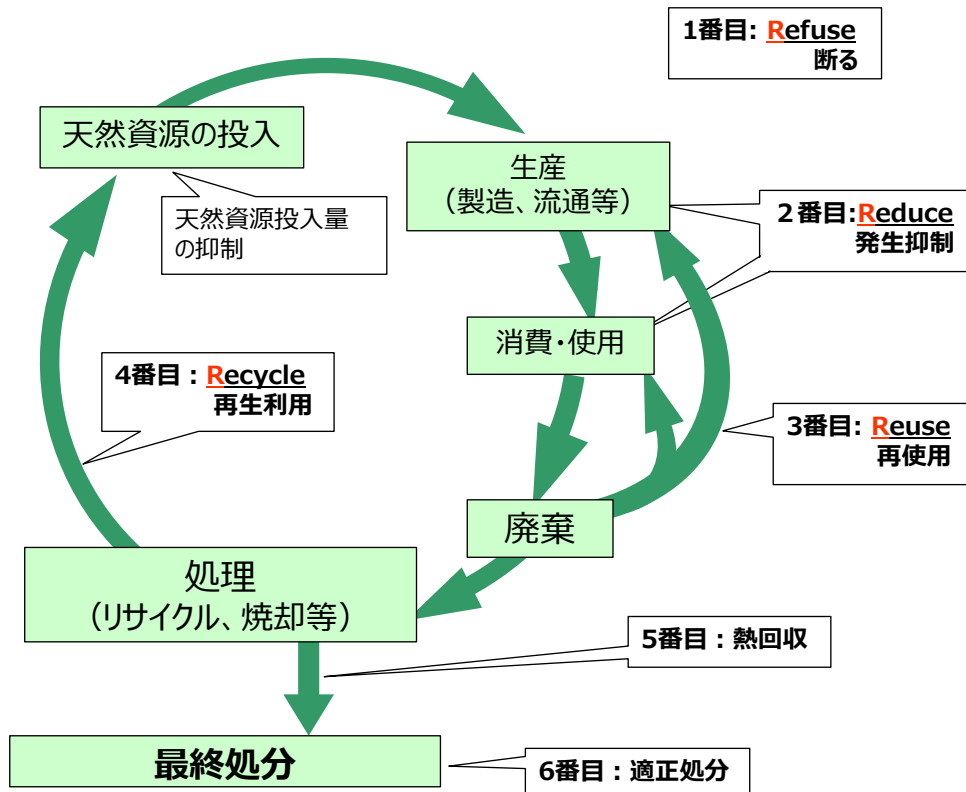 1番目: Refuse
断る
天然資源の投入
生産
（製造、流通等）
天然資源投入量
の抑制
２番目:Reduce
発生抑制
消費・使用
4番目：Recycle
再生利用
3番目: Reuse
再使用
廃棄
処理
（リサイクル、焼却等）
5番目：熱回収
最終処分
6番目：適正処分